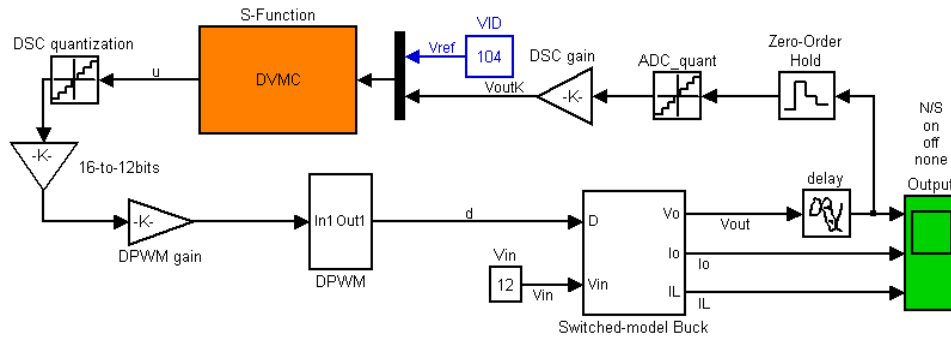 S-Function
DSC quantization
u
DVMC
Vref
VID
104
DSC gain
VoutK
-K-
ADC_quant
Zero-Order
Hold
N/S
on
off
none
Output
-K-
16-to-12bits
-K-
DPWM gain
In1 Out1
DPWM
d
Vin
12
Vin
D
Vin
Vo
Io
IL
Switched-model Buck
Vout
delay
Io
IL